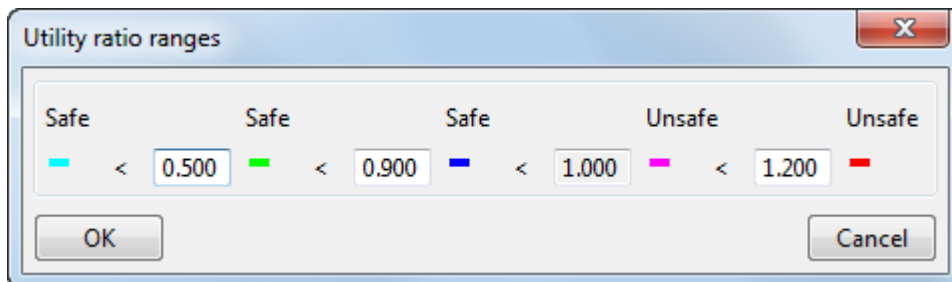 Utility ratio ranges
Safe Safe Safe Unsafe Unsafe
< 0.500 < 0.900 < 1.000 < 1.200
OK Cancel